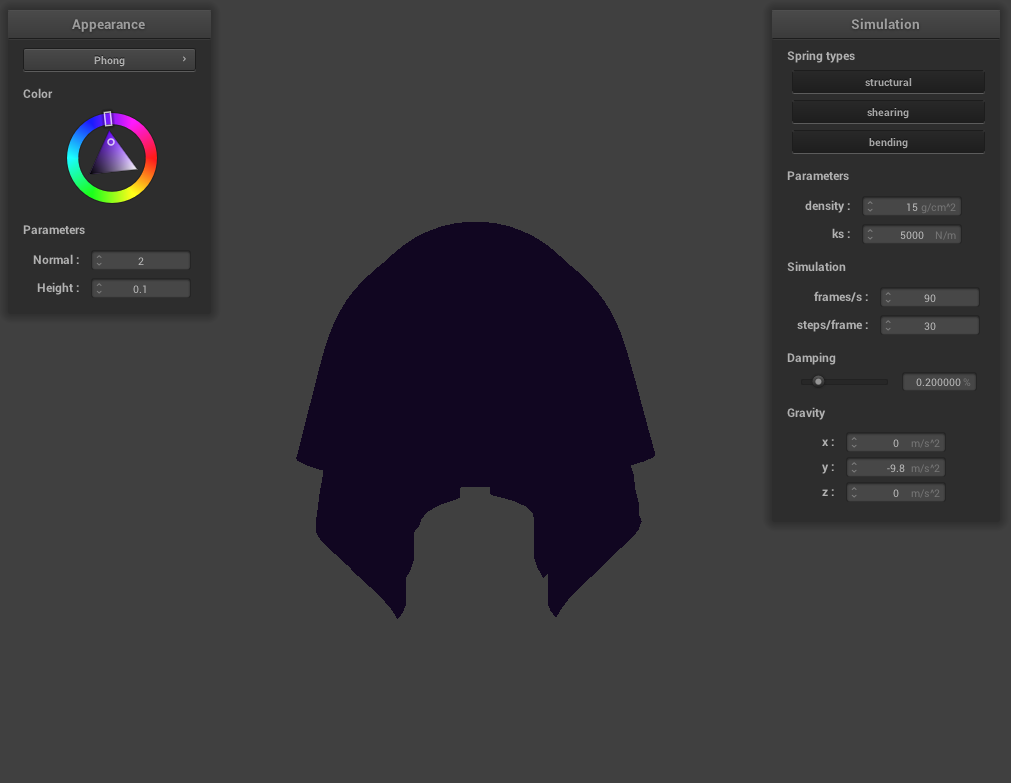 Appearance
Phong ›
Color
Parameters
Normal : 2
Height : 0.1
Simulation
Spring types
structural
shearing
bending
Parameters
density : 15 g/cm^2
ks : 5000 N/m
Simulation
frames/s : 90
steps/frame : 30
Damping
0.200000 %
Gravity
x : 0 m/s^2
y : -9.8 m/s^2
z : 0 m/s^2